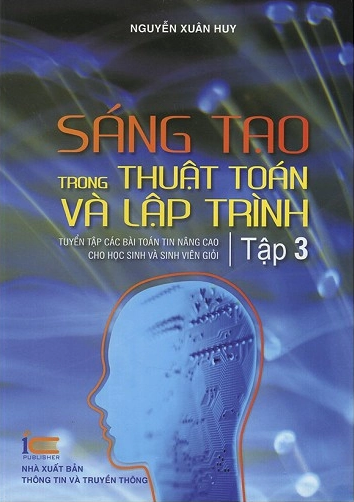 NGUYỄN XUÂN HUY
SÁNG TẠO
TRONG THUẬT TOÁN
VÀ LẬP TRÌNH
TUYỂN TẬP CÁC BÀI TOÁN TIN NÂNG CAO
CHO HỌC SINH VÀ SINH VIÊN GIỎI
Tập 3
PUBLISHER
NHÀ XUẤT BẢN
THÔNG TIN VÀ TRUYỀN THÔNG